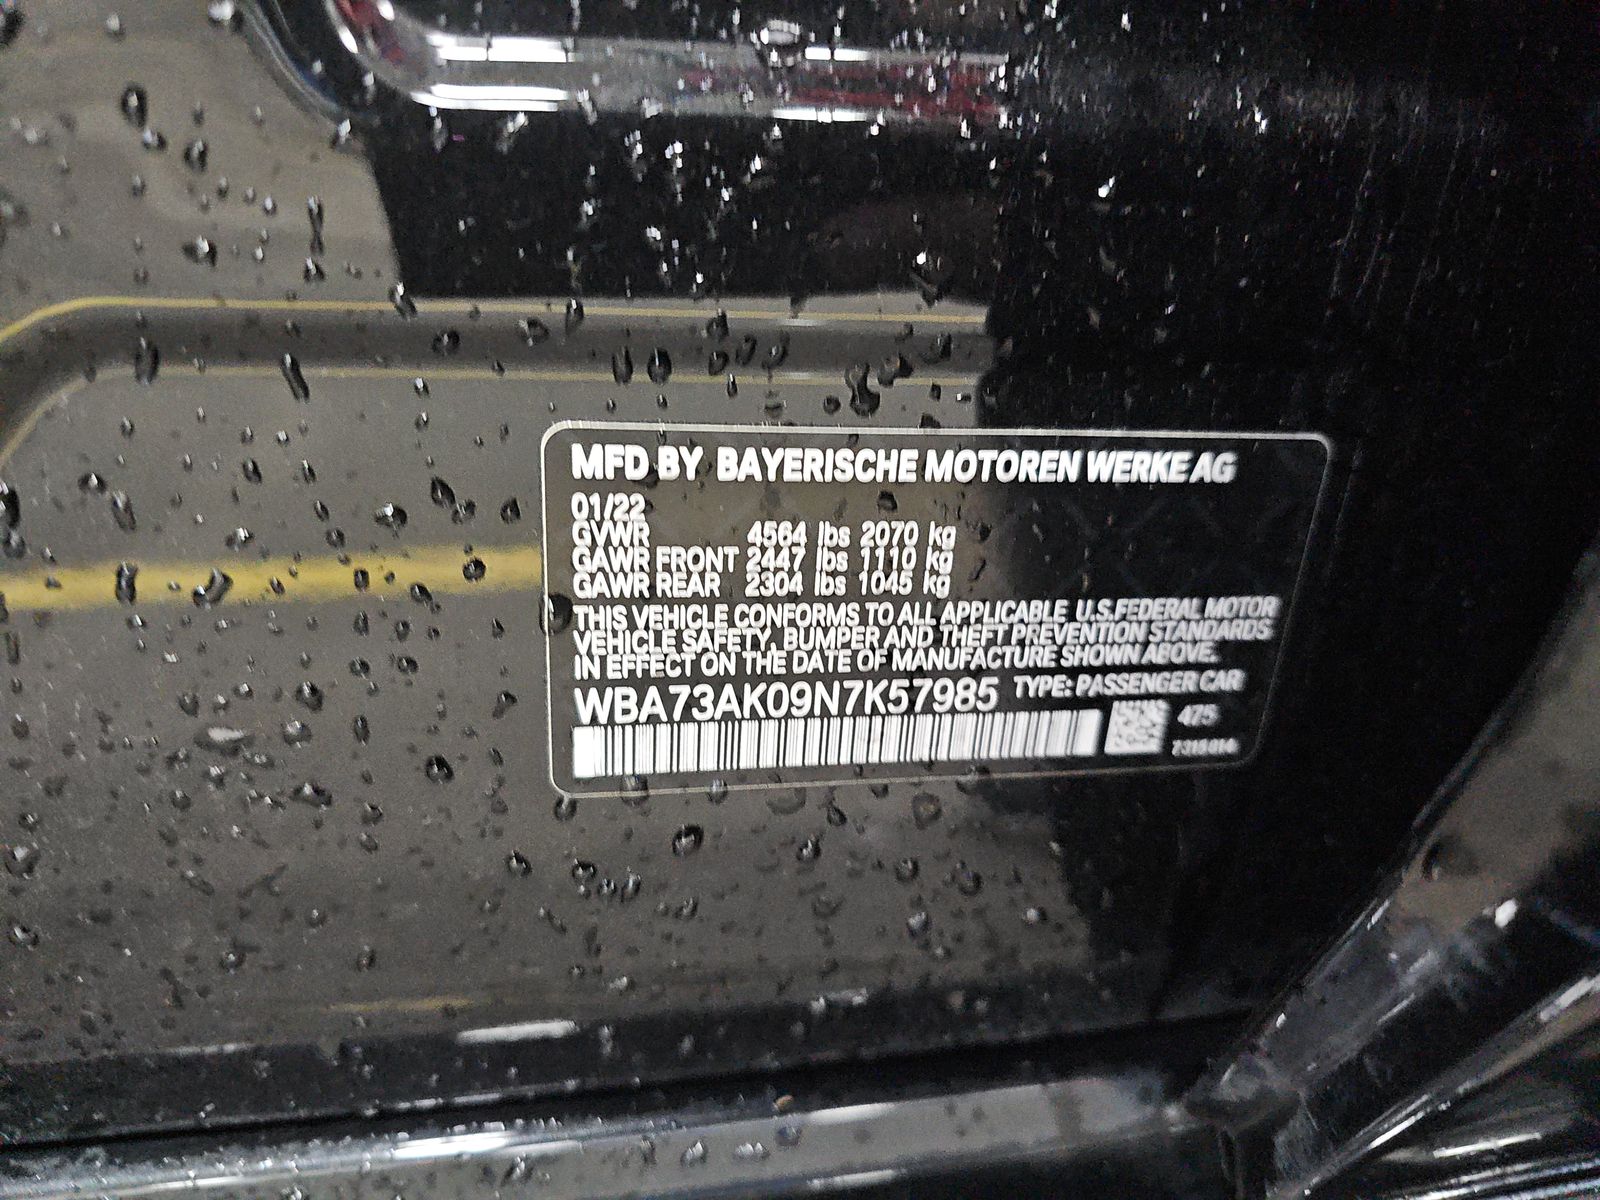 MFD BY BAYERISCHE MOTOREN WERKE AG
01/22
GVWR 4564 lbs 2070 kg
GAWR FRONT 2447 lbs 1110 kg
GAWR REAR 2304 lbs 1045 kg
THIS VEHICLE CONFORMS TO ALL APPLICABLE U.S.FEDERAL MOTOR
VEHICLE SAFETY, BUMPER AND THEFT PREVENTION STANDARDS
IN EFFECT ON THE DATE OF MANUFACTURE SHOWN ABOVE.
WBA73AK09N7K57985 TYPE: PASSENGER CAR
475